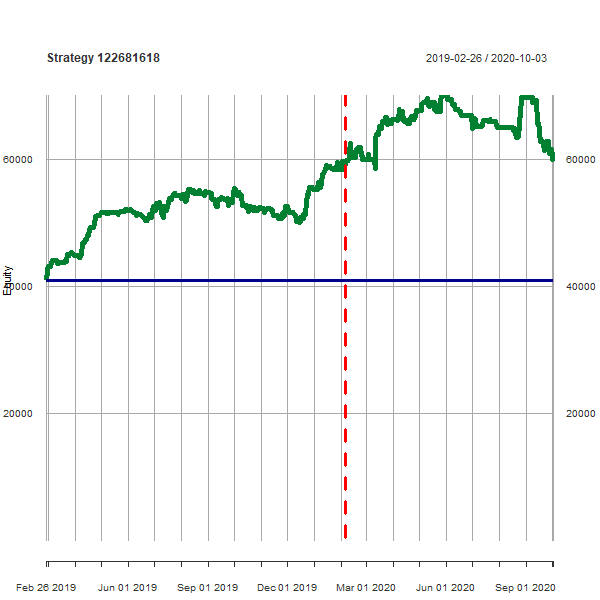 Strategy 122681618
2019-02-26 / 2020-10-03
60000
60000
Equity
40000
40000
20000
20000
Feb 26 2019
Jun 01 2019
Sep 01 2019
Dec 01 2019
Mar 01 2020
Jun 01 2020
Sep 01 2020